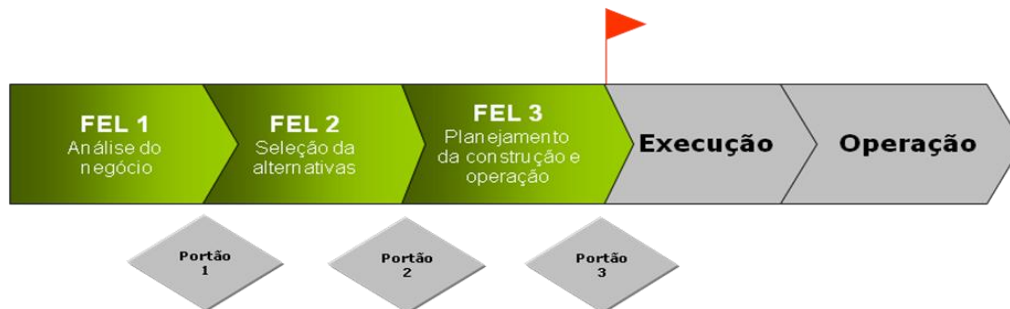 FEL 1
Análise do
negócio
FEL 2
Seleção da
alternativas
FEL 3
Planejamento
da construção e
operação
Execução
Operação
Portão
1
Portão
2
Portão
3